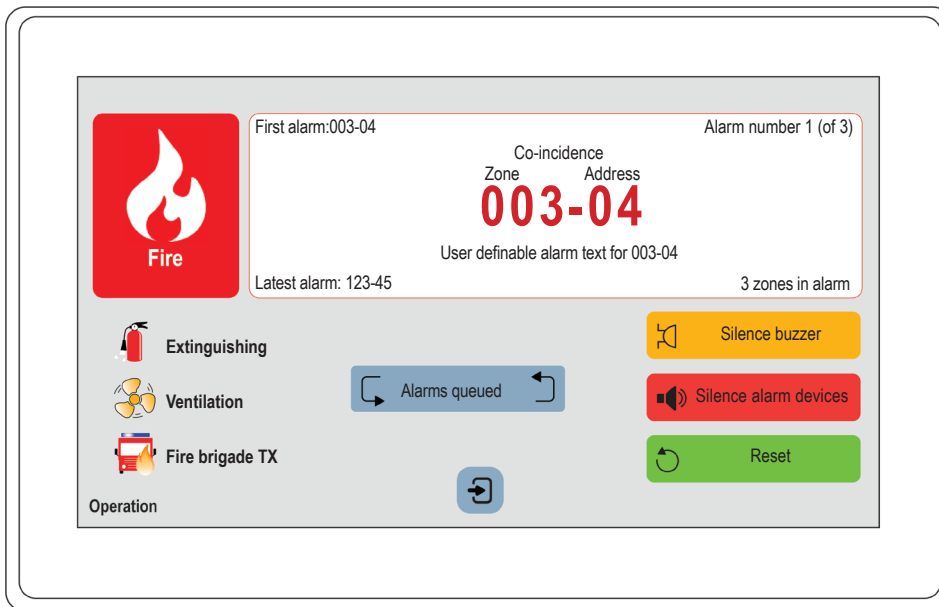 First alarm:003-04
Alarm number 1 (of 3)
Co-incidence
Zone Address
003-04
Fire
User definable alarm text for 003-04
Latest alarm: 123-45
3 zones in alarm
Extinguishing
Silence buzzer
Alarms queued
Ventilation
Silence alarm devices
Fire brigade TX
Reset
Operation